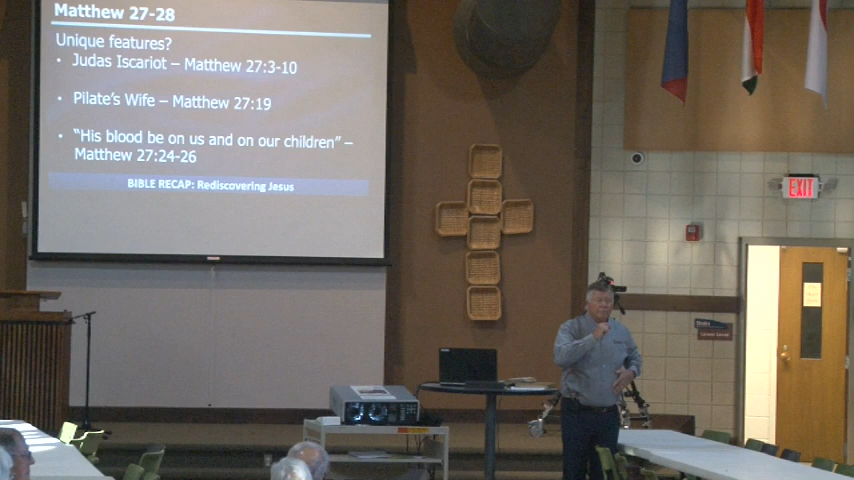 Matthew 27-28
Unique features?
• Judas Iscariot – Matthew 27:3-10
• Pilate's Wife – Matthew 27:19
• "His blood be on us and on our children" –
Matthew 27:24-26
BIBLE RECAP: Rediscovering Jesus
EXIT